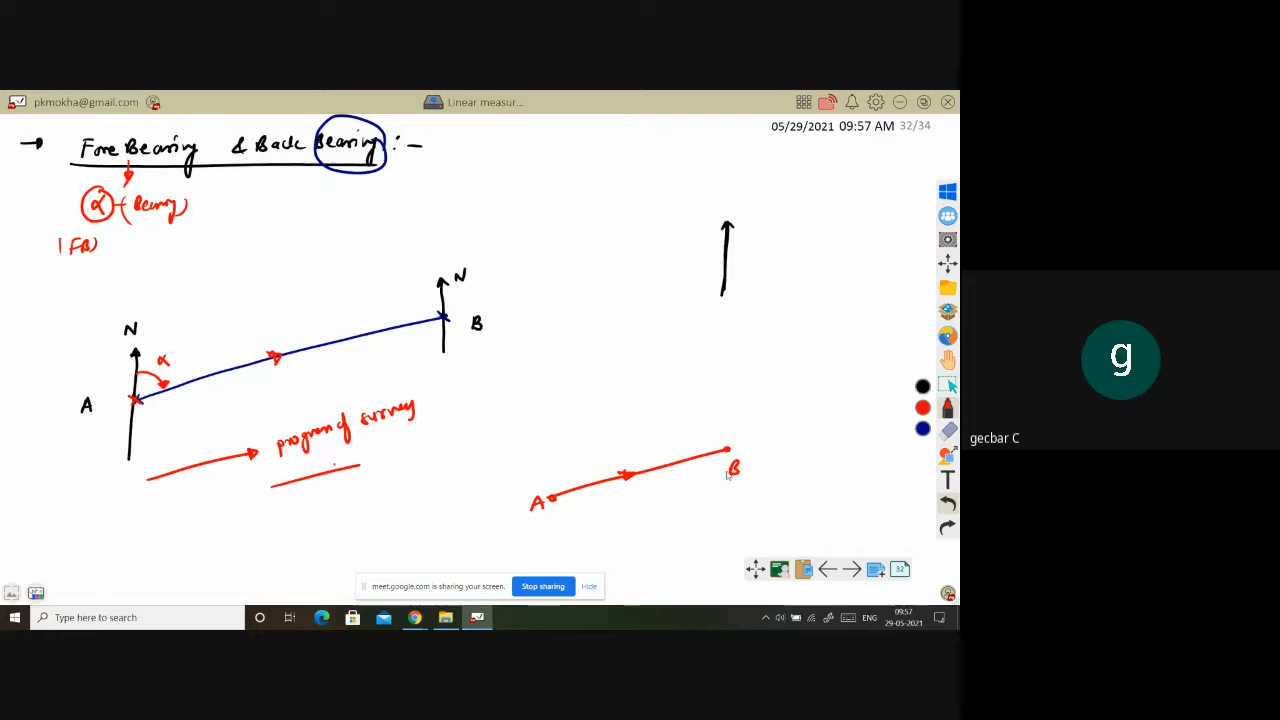 pkmokha@gmail.com
Linear measur...
05/29/2021 09:57 AM 32/34
→ Fore Bearing & Back Bearing :-
α - (Bearing)
(FB)
N
N
B
α
A
progress of survey
A
B
32
meet.google.com is sharing your screen. Stop sharing Hide
Type here to search
ENG
09:57
29-05-2021
g
gecbar C